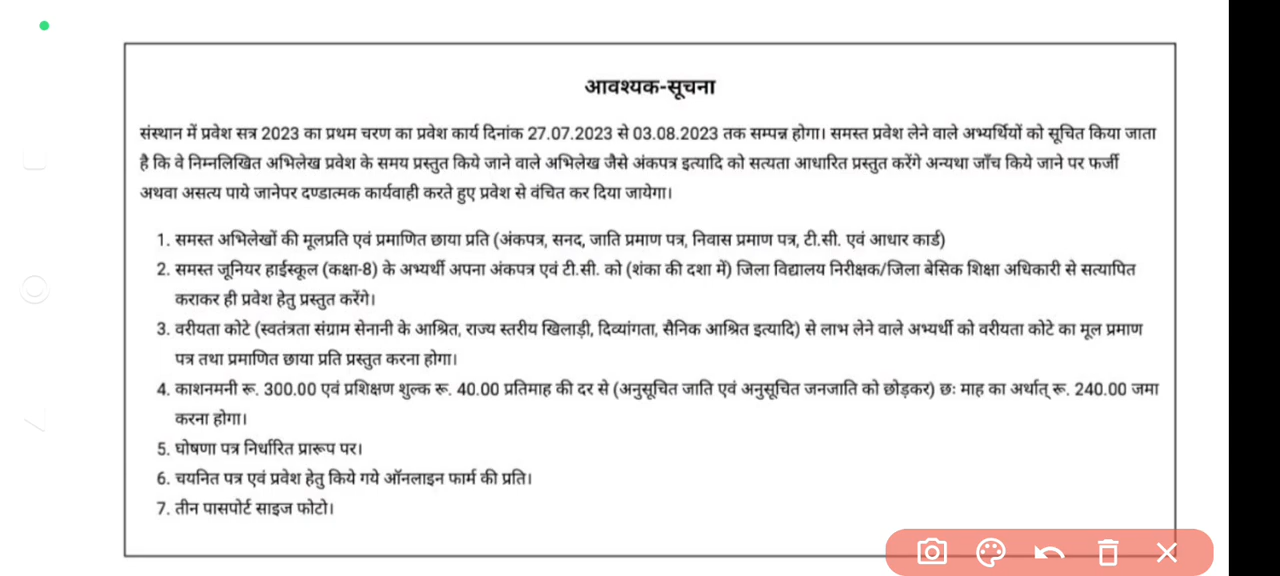 आवश्यक-सूचना
संस्थान में प्रवेश सत्र 2023 का प्रथम चरण का प्रवेश कार्य दिनांक 27.07.2023 से 03.08.2023 तक सम्पन्न होगा। समस्त प्रवेश लेने वाले अभ्यर्थियों को सूचित किया जाता
है कि वे निम्नलिखित अभिलेख प्रवेश के समय प्रस्तुत किये जाने वाले अभिलेख जैसे अंकपत्र इत्यादि को सत्यता आधारित प्रस्तुत करेंगे अन्यथा जाँच किये जाने पर फर्जी
अथवा असत्य पाये जानेपर दण्डात्मक कार्यवाही करते हुए प्रवेश से वंचित कर दिया जायेगा।
1. समस्त अभिलेखों की मूलप्रति एवं प्रमाणित छाया प्रति (अंकपत्र, सनद, जाति प्रमाण पत्र, निवास प्रमाण पत्र, टी.सी. एवं आधार कार्ड)
2. समस्त जूनियर हाईस्कूल (कक्षा-8) के अभ्यर्थी अपना अंकपत्र एवं टी.सी. को (शंका की दशा में) जिला विद्यालय निरीक्षक/जिला बेसिक शिक्षा अधिकारी से सत्यापित
कराकर ही प्रवेश हेतु प्रस्तुत करेंगे।
3. वरीयता कोटे (स्वतंत्रता संग्राम सेनानी के आश्रित, राज्य स्तरीय खिलाड़ी, दिव्यांगता, सैनिक आश्रित इत्यादि) से लाभ लेने वाले अभ्यर्थी को वरीयता कोटे का मूल प्रमाण
पत्र तथा प्रमाणित छाया प्रति प्रस्तुत करना होगा।
4. काशनमनी रू. 300.00 एवं प्रशिक्षण शुल्क रू. 40.00 प्रतिमाह की दर से (अनुसूचित जाति एवं अनुसूचित जनजाति को छोड़कर) छः माह का अर्थात् रू. 240.00 जमा
करना होगा।
5. घोषणा पत्र निर्धारित प्रारूप पर।
6. चयनित पत्र एवं प्रवेश हेतु किये गये ऑनलाइन फार्म की प्रति।
7. तीन पासपोर्ट साइज फोटो।